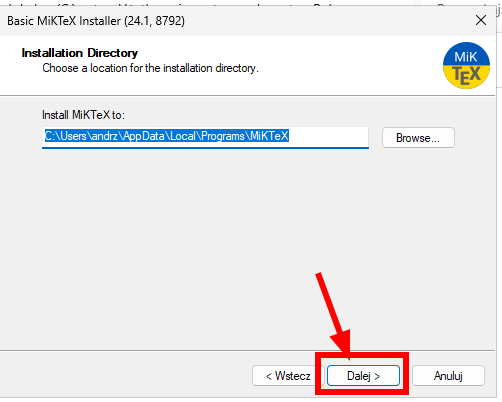 Basic MiKTeX Installer (24.1, 8792)
Installation Directory
Choose a location for the installation directory.
MiK
TEX
Install MiKTeX to:
C:\Users\andrz\AppData\Local\Programs\MiKTeX
Browse...
< Wstecz
Dalej >
Anuluj